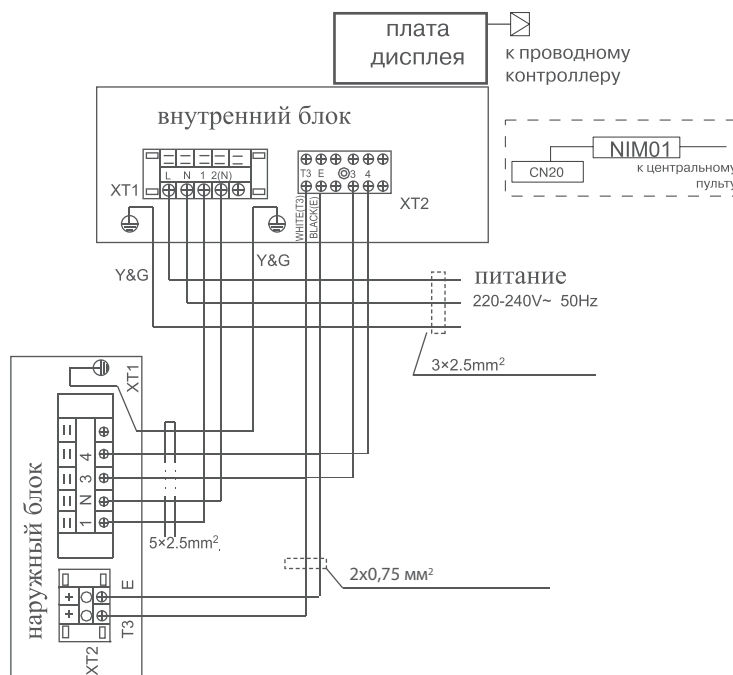 плата
дисплея
к проводному
контроллеру
внутренний блок
NIM01
CN20
к центральному
пульту
L N 1 2(N)
XT1
T3 E 3 4
XT2
WHITE(T3)
BLACK(E)
Y&G
Y&G
питание
220-240V~ 50Hz
3×2.5mm²
XT1
наружный блок
4
3
N
1
5×2.5mm²
2x0,75 мм²
E
T3
XT2